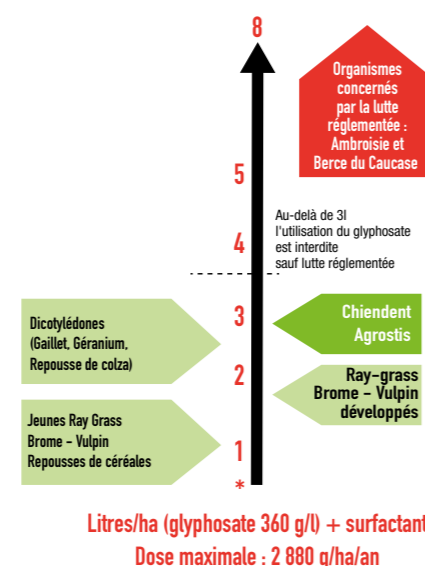 8
Organismes
concernés
par la lutte
réglementée :
Ambroisie et
Berce du Caucase
5
Au-delà de 3l
l'utilisation du glyphosate
est interdite
sauf lutte réglementée
4
3
Dicotylédones
(Gaillet, Géranium,
Repousse de colza)
Chiendent
Agrostis
2
Ray-grass
Brome - Vulpin
développés
Jeunes Ray Grass
Brome - Vulpin
Repousses de céréales
1
*
Litres/ha (glyphosate 360 g/l) + surfactant
Dose maximale : 2 880 g/ha/an